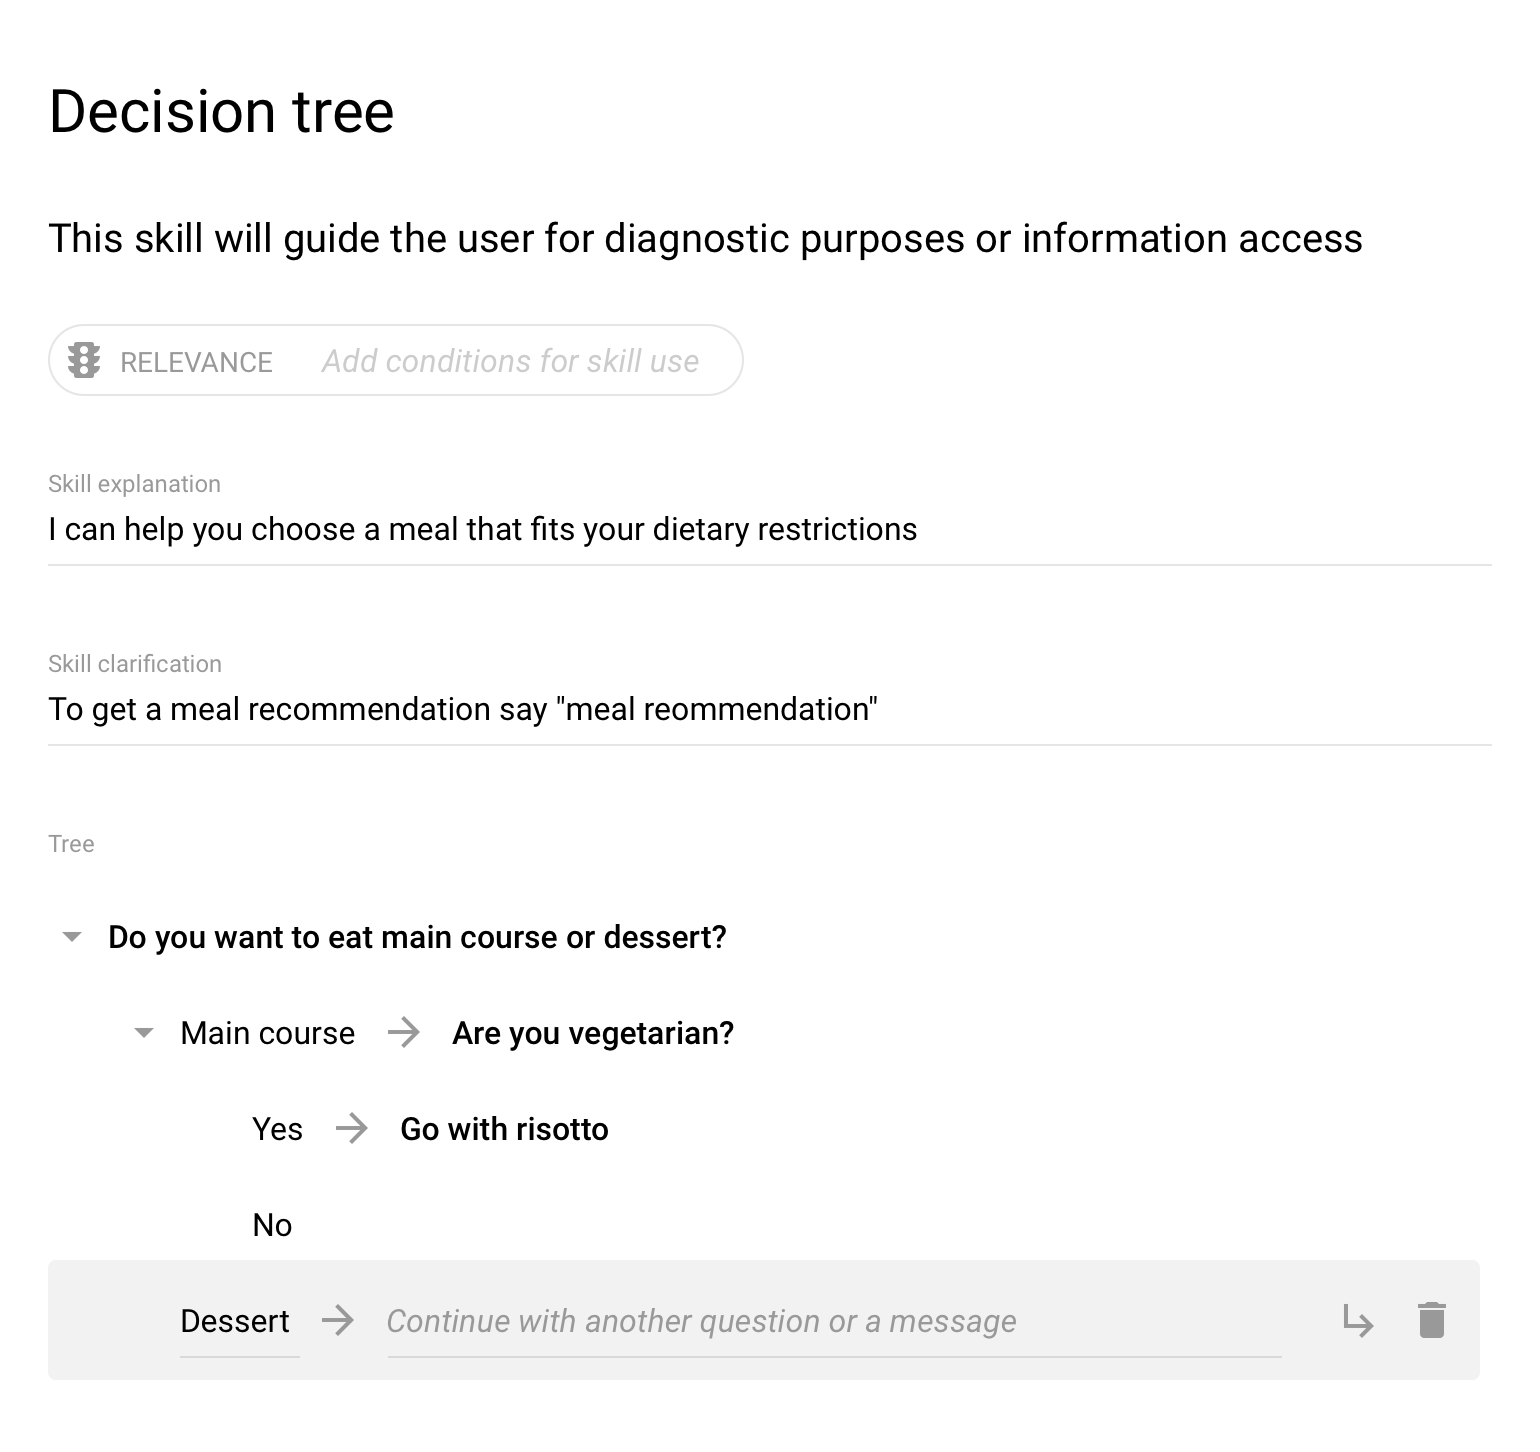 Decision tree
This skill will guide the user for diagnostic purposes or information access
RELEVANCE Add conditions for skill use
Skill explanation
I can help you choose a meal that fits your dietary restrictions
Skill clarification
To get a meal recommendation say "meal reommendation"
Tree
Do you want to eat main course or dessert?
Main course → Are you vegetarian?
Yes → Go with risotto
No
Dessert → Continue with another question or a message